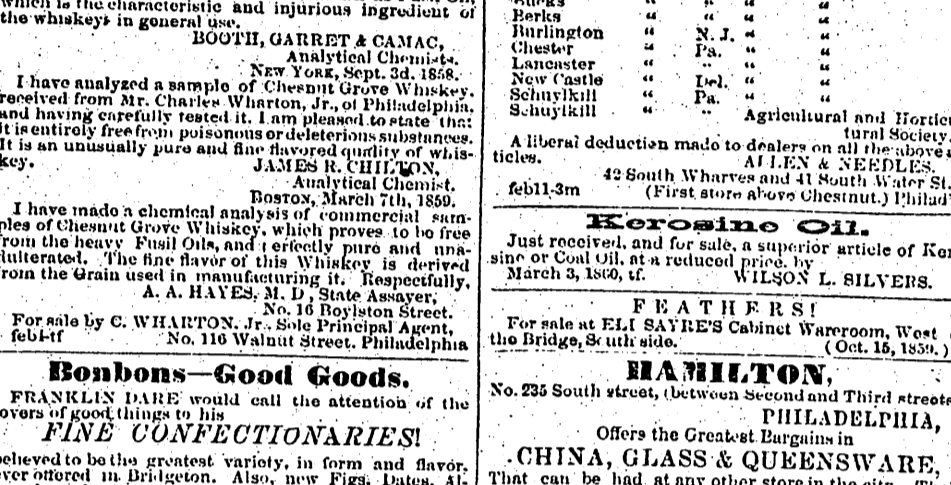 which is the characteristic and injurious ingredient of
the whiskeys in general use.
BOOTH, GARRET & CAMAC,
Analytical Chemists.
NEW YORK, Sept. 3d, 1858.
I have analyzed a sample of Chesnut Grove Whiskey,
received from Mr. Charles Wharton, Jr., of Philadelphia,
and having carefully tested it, I am pleased to state that
it is entirely free from poisonous or deleterious substances.
It is an unusually pure and fine flavored quality of whis-
key.
JAMES R. CHILTON,
Analytical Chemist.
BOSTON, March 7th, 1859.
I have made a chemical analysis of commercial sam-
ples of Chesnut Grove Whiskey, which proves to be free
from the heavy Fusil Oils, and perfectly pure and una-
dulterated. The fine flavor of this Whiskey is derived
from the Grain used in manufacturing it. Respectfully,
A. A. HAYES, M. D, State Assayer,
No. 16 Boylston Street.
For sale by C. WHARTON, Jr., Sole Principal Agent,
feb4-tf No. 116 Walnut Street, Philadelphia
Bonbons—Good Goods.
FRANKLIN DARE would call the attention of the
lovers of good things to his
FINE CONFECTIONARIES!
believed to be the greatest variety, in form and flavor,
ever offered in Bridgeton. Also, new Figs, Dates, Al-
Bucks " " "
Berks " " "
Burlington " N. J. " "
Chester " Pa. " "
Lancaster " " " "
New Castle " Del. " "
Schuylkill " Pa. " "
Schuylkill " " Agricultural and Horticul
tural Society.
A liberal deduction made to dealers on all the above
ticles.
ALLEN & NEEDLES,
42 South Wharves and 41 South Water St.
feb11-3m (First store above Chestnut.) Philad
Kerosine Oil.
Just received, and for sale, a superior article of Ker
sine or Coal Oil, at a reduced price, by
March 3, 1860, tf. WILSON L. SILVERS.
FEATHERS!
For sale at ELI SAYRE'S Cabinet Wareroom, West
the Bridge, South side. (Oct. 15, 1859.)
HAMILTON,
No. 235 South street, (between Second and Third streets
PHILADELPHIA,
Offers the Greatest Bargains in
CHINA, GLASS & QUEENSWARE,
That can be had at any other store in the city.